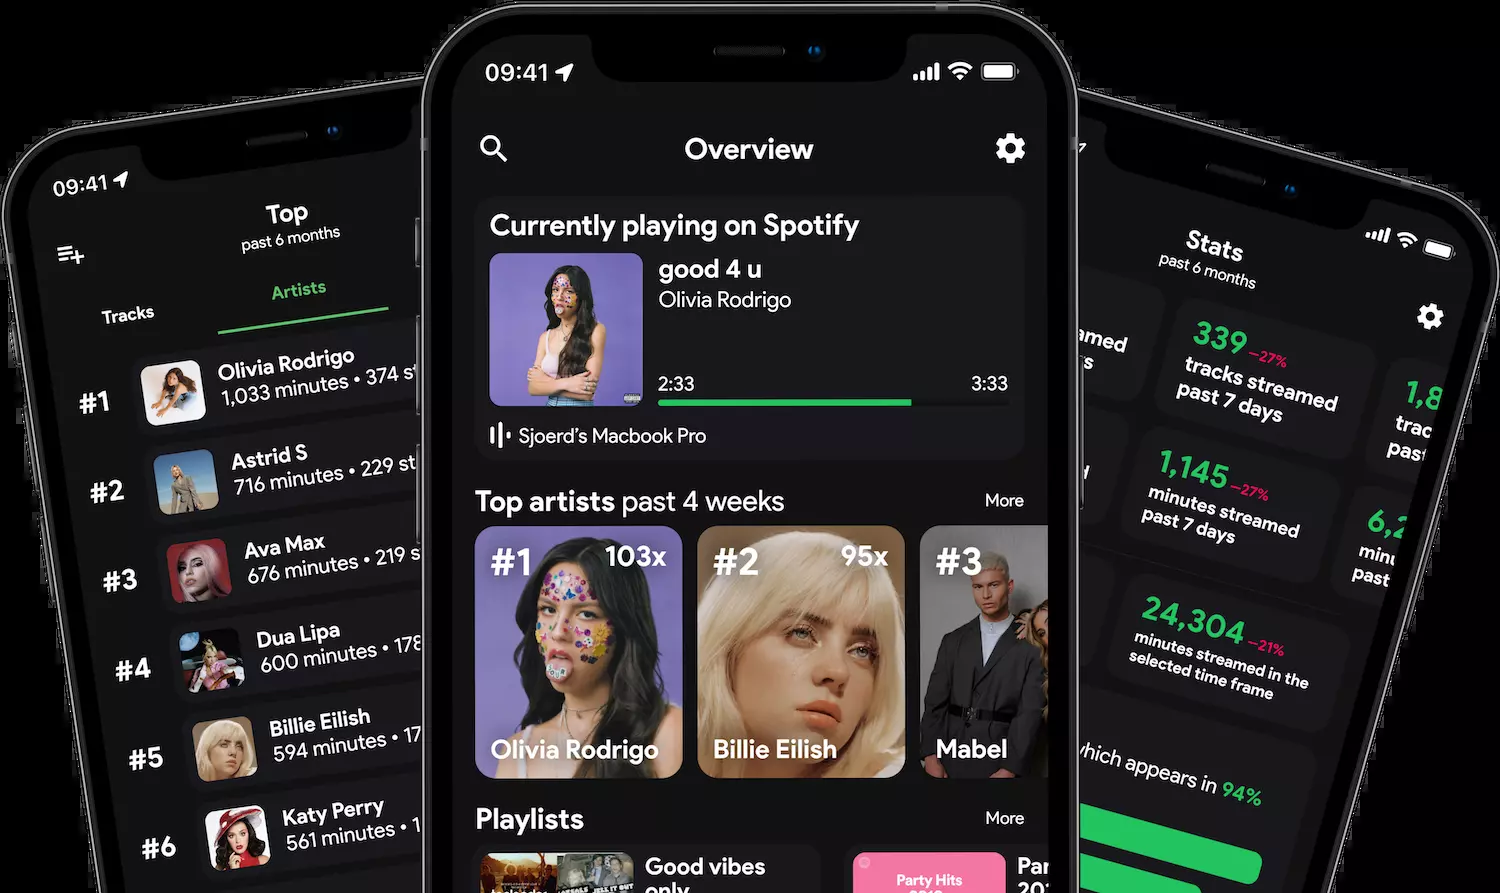 09:41
Top
past 6 months
Tracks
Artists
#1
Olivia Rodrigo
1,033 minutes • 374 st
#2
Astrid S
716 minutes • 229 st
#3
Ava Max
676 minutes • 219 s
#4
Dua Lipa
600 minutes • 178
#5
Billie Eilish
594 minutes • 17
#6
Katy Perry
561 minutes • 1
09:41
Overview
Currently playing on Spotify
good 4 u
Olivia Rodrigo
2:33
3:33
Sjoerd's Macbook Pro
Top artists past 4 weeks
More
#1
103x
Olivia Rodrigo
#2
95x
Billie Eilish
#3
Mabel
Playlists
More
Good vibes
only
Party Hits
Par
201
Stats
past 6 months
amed
s
339 -27%
tracks streamed
past 7 days
1,8
trac
past
1,145 -27%
minutes streamed
past 7 days
6,2
minu
past
24,304 -21%
minutes streamed in the
selected time frame
which appears in 94%